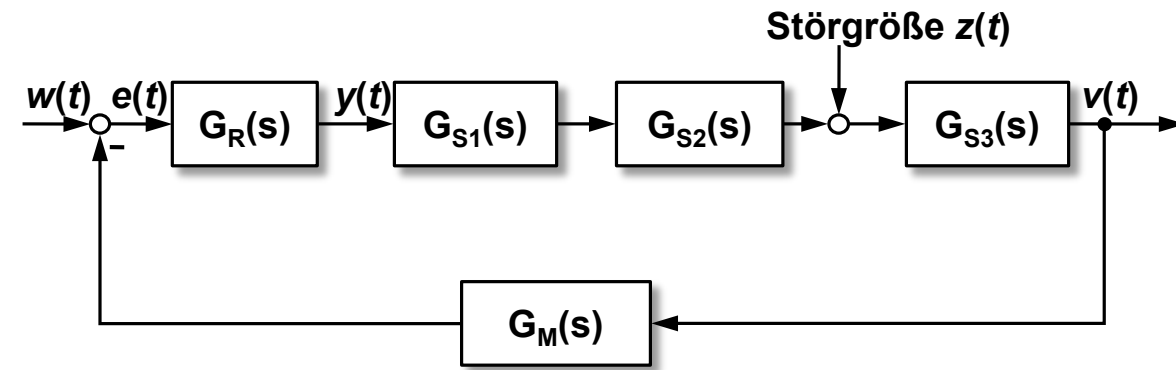 Störgröße z(t)
w(t) e(t) G_R(s) y(t) G_S1(s) G_S2(s) G_S3(s) v(t)
-
G_M(s)